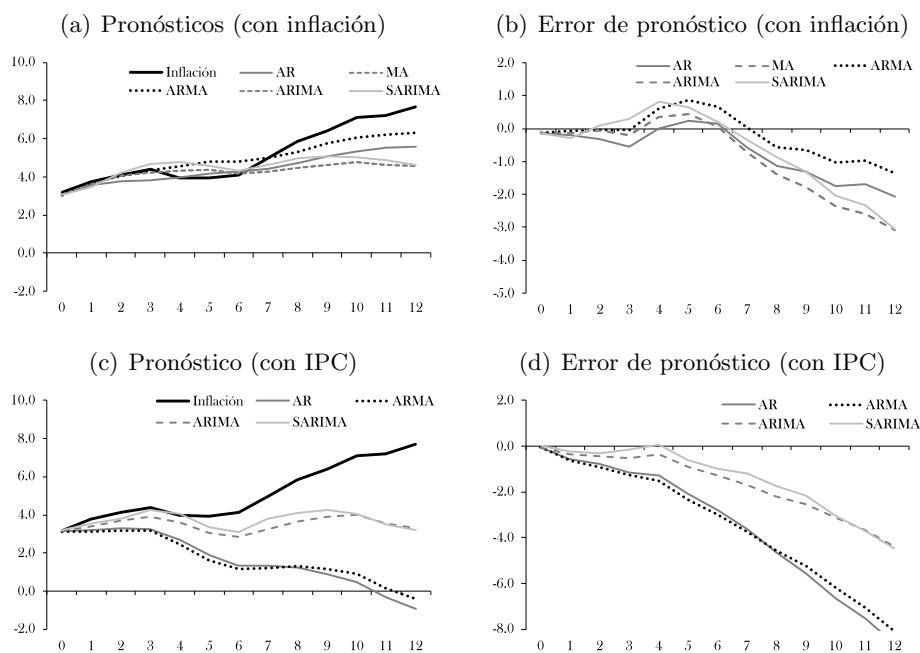 (a) Pronósticos (con inflación)
10.0
8.0
6.0
4.0
2.0
0.0
-2.0
Inflación AR MA
ARMA ARIMA SARIMA
0 1 2 3 4 5 6 7 8 9 10 11 12
(b) Error de pronóstico (con inflación)
2.0
1.0
0.0
-1.0
-2.0
-3.0
-4.0
-5.0
AR MA ARMA
ARIMA SARIMA
0 1 2 3 4 5 6 7 8 9 10 11 12
(c) Pronóstico (con IPC)
10.0
8.0
6.0
4.0
2.0
0.0
-2.0
Inflación AR ARMA
ARIMA SARIMA
0 1 2 3 4 5 6 7 8 9 10 11 12
(d) Error de pronóstico (con IPC)
2.0
0.0
-2.0
-4.0
-6.0
-8.0
AR ARMA
ARIMA SARIMA
0 1 2 3 4 5 6 7 8 9 10 11 12